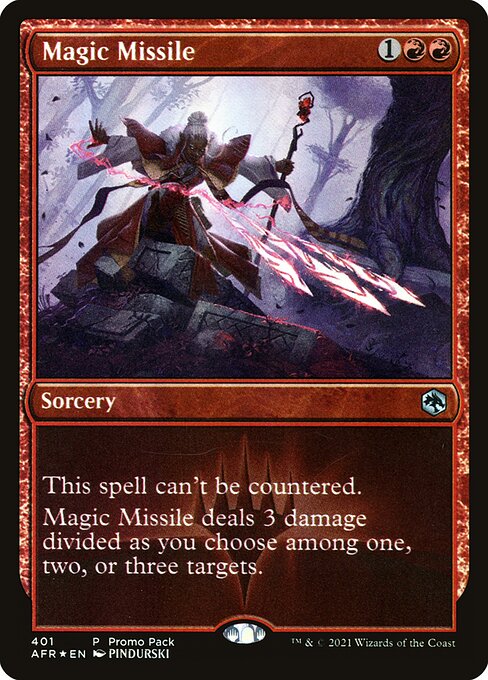 Magic Missile 1
Sorcery
This spell can't be countered.
Magic Missile deals 3 damage
divided as you choose among one,
two, or three targets.
401 P Promo Pack
AFR★EN PINDURSKI
™ & © 2021 Wizards of the Coast